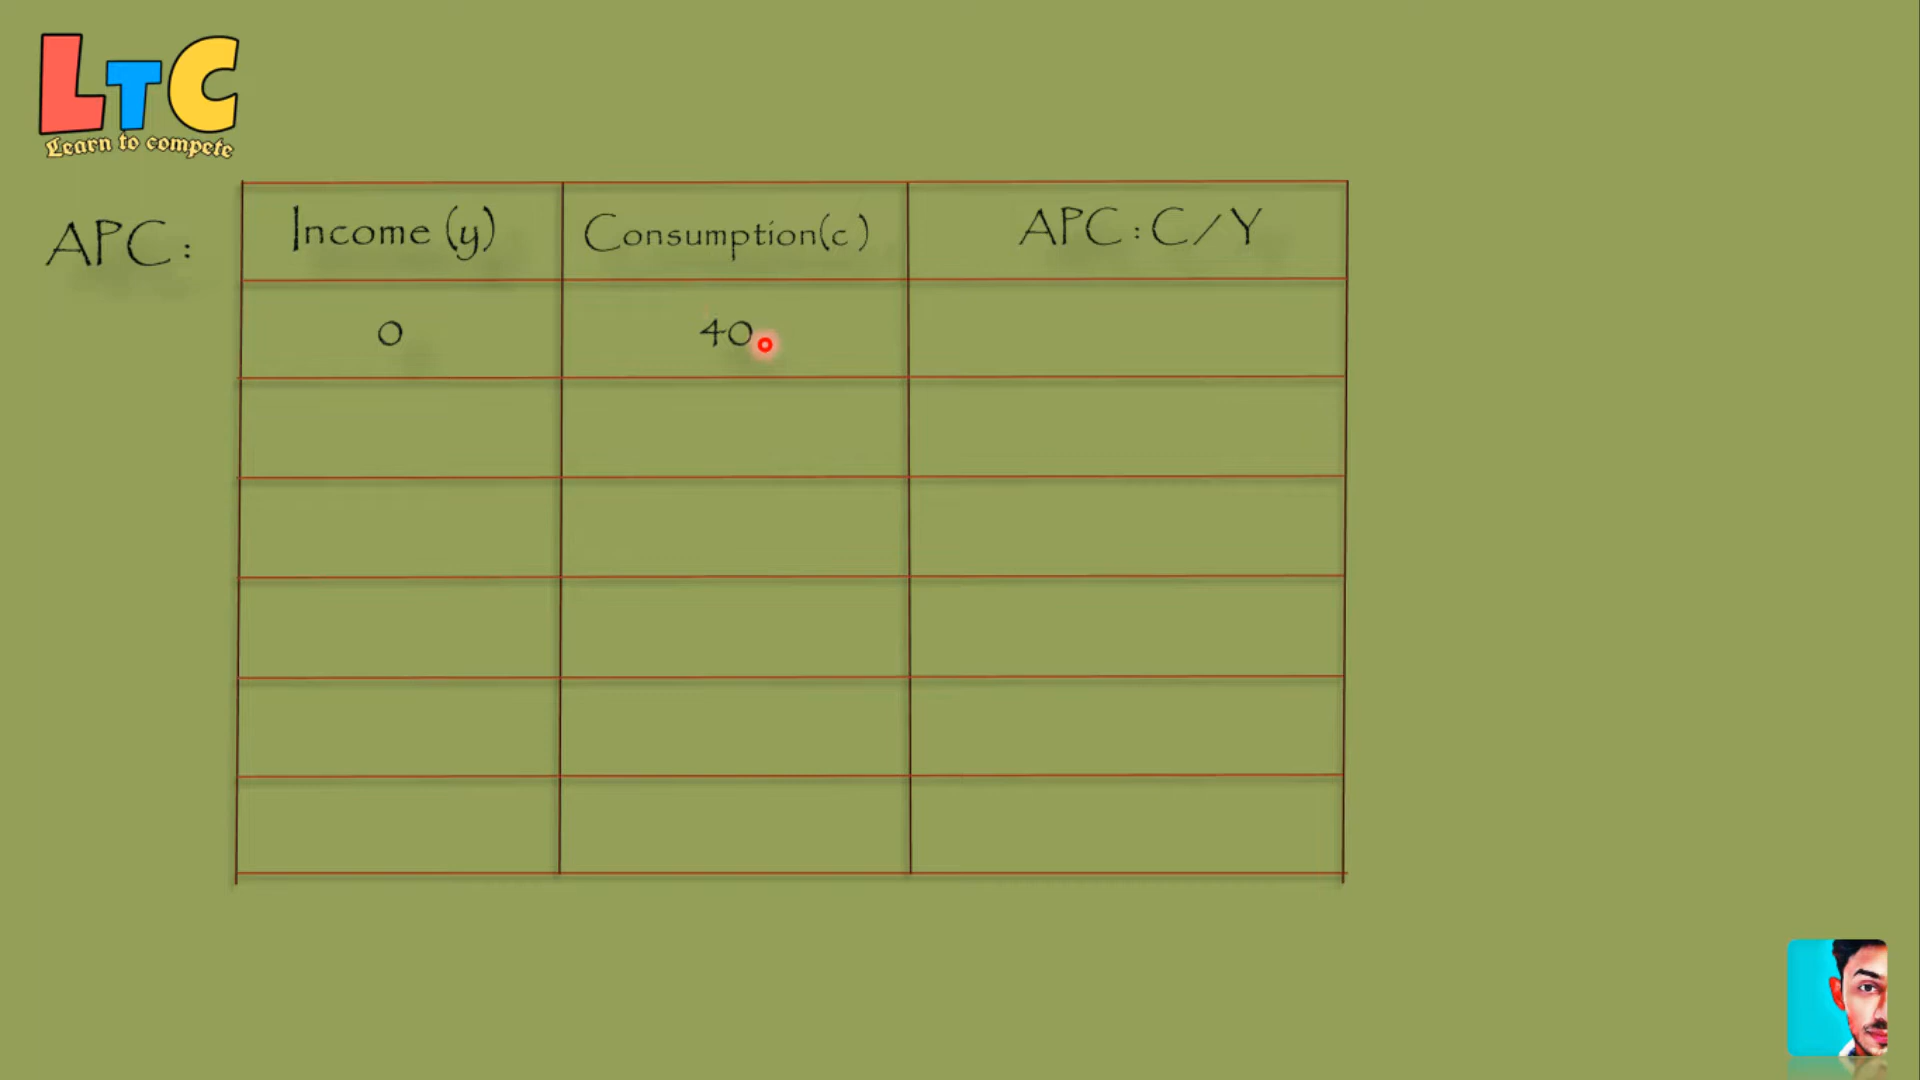 LTC
Learn to compete
APC :
Income (y)
Consumption(c )
APC : C/Y
0
40